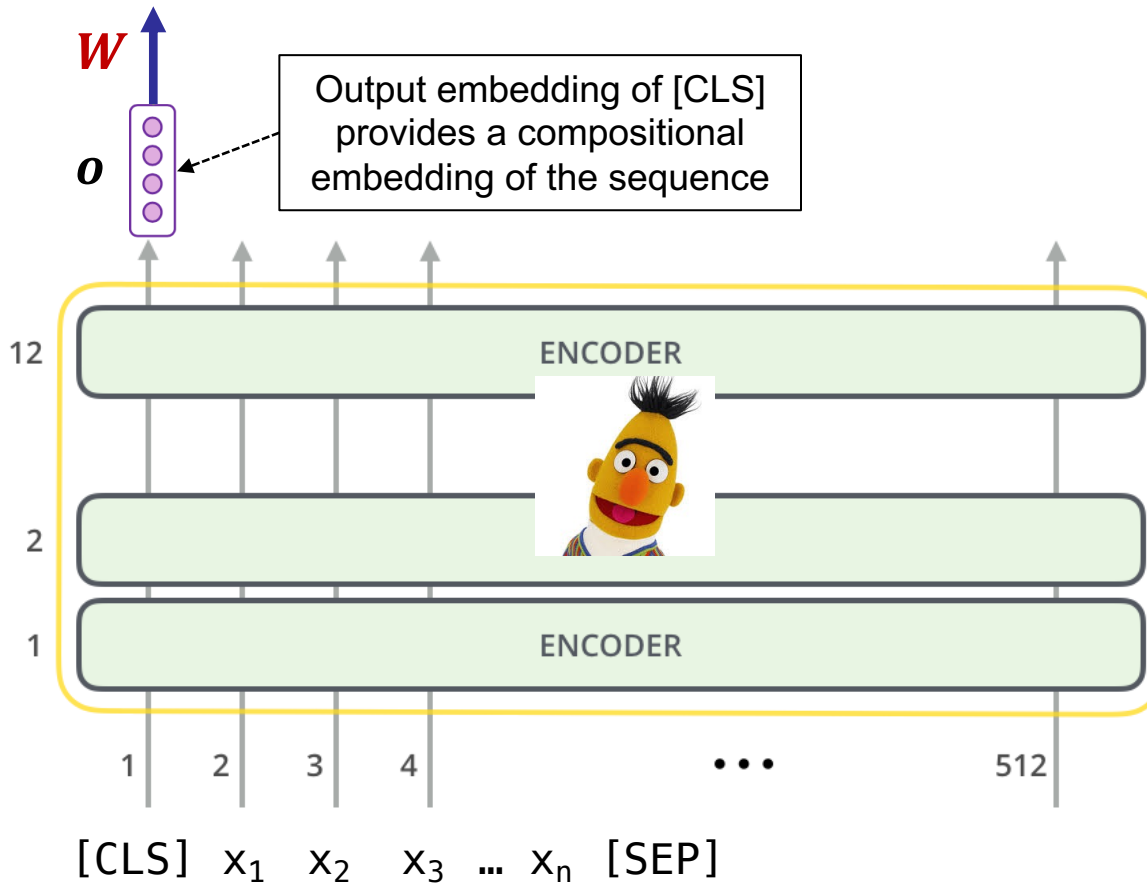 W
Output embedding of [CLS]
provides a compositional
embedding of the sequence
o
12 ENCODER
2
1 ENCODER
1 2 3 4 ••• 512
[CLS] x₁ x₂ x₃ … xₙ [SEP]